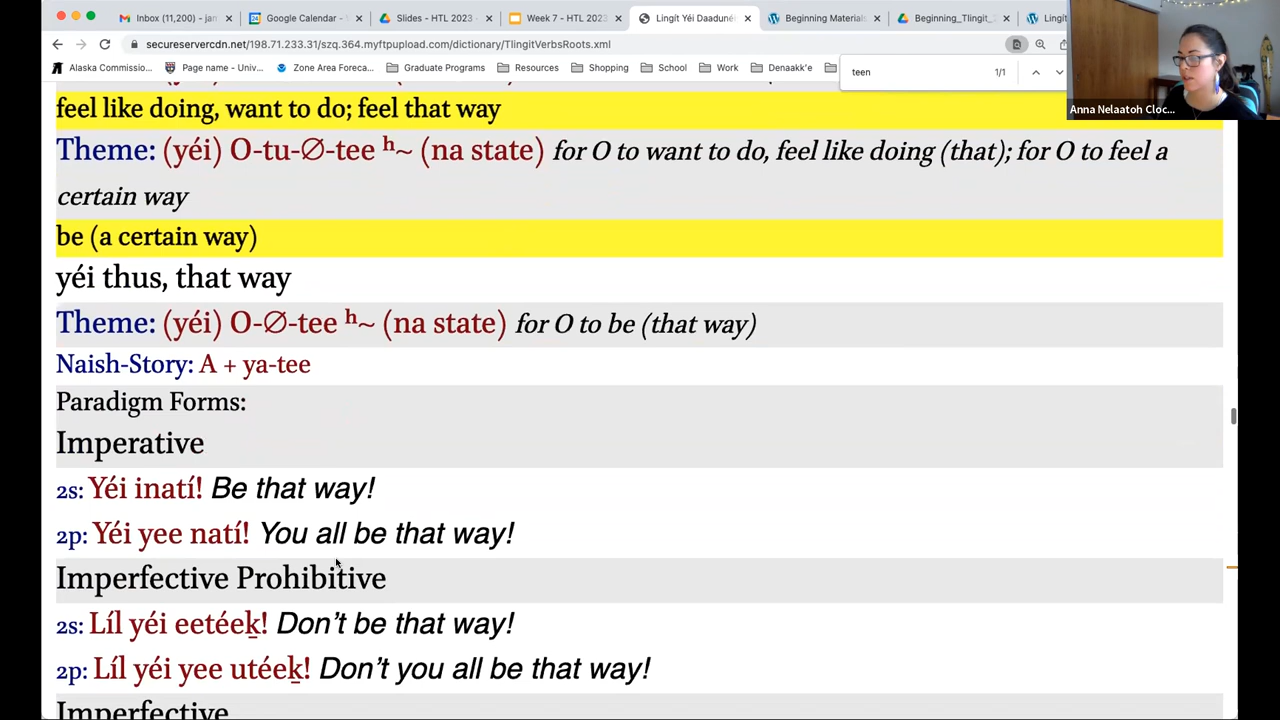 Inbox (11,200) - jan
Google Calendar -
Slides - HTL 2023
Week 7 - HTL 2023
Lingít Yéi Daaduné
Beginning Material
Beginning_Tlingit_
Lingít
secureservercdn.net/198.71.233.31/szq.364.myftpupload.com/dictionary/TlingitVerbsRoots.xml
Alaska Commissio...
Page name - Univ...
Zone Area Foreca...
Graduate Programs
Resources
Shopping
School
Work
Denaakk'e
teen
1/1
Anna Nelaatoh Cloc...
feel like doing, want to do; feel that way
Theme: (yéi) O-tu-∅-tee ʰ~ (na state) for O to want to do, feel like doing (that); for O to feel a
certain way
be (a certain way)
yéi thus, that way
Theme: (yéi) O-∅-tee ʰ~ (na state) for O to be (that way)
Naish-Story: A + ya-tee
Paradigm Forms:
Imperative
2s: Yéi inatí! Be that way!
2p: Yéi yee natí! You all be that way!
Imperfective Prohibitive
2s: Líl yéi eetéeḵ! Don't be that way!
2p: Líl yéi yee utéeḵ! Don't you all be that way!
Imperfective